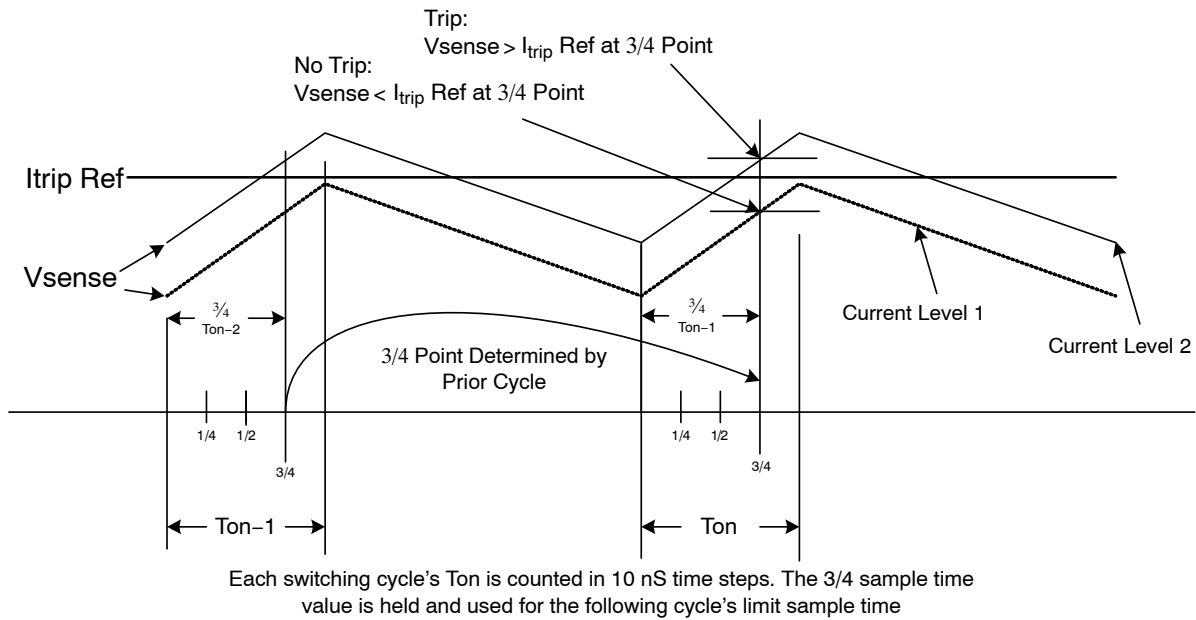 Trip:
Vsense > Itrip Ref at 3/4 Point
No Trip:
Vsense < Itrip Ref at 3/4 Point
Itrip Ref
Vsense
3/4
Ton−2
3/4
Ton−1
Current Level 1
Current Level 2
3/4 Point Determined by
Prior Cycle
1/4
1/2
3/4
1/4
1/2
3/4
Ton−1
Ton
Each switching cycle's Ton is counted in 10 nS time steps. The 3/4 sample time
value is held and used for the following cycle's limit sample time